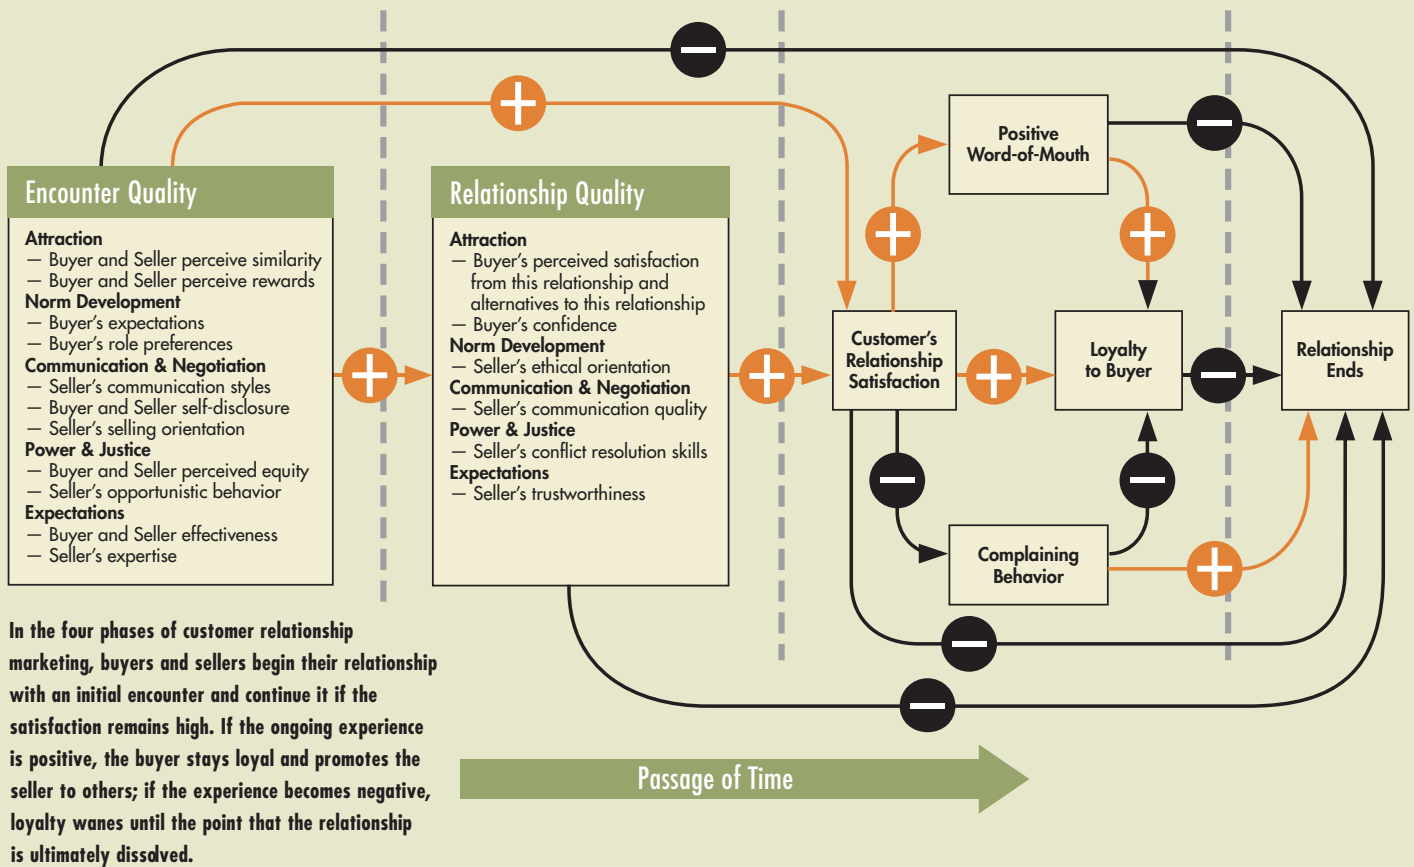 Encounter Quality
Attraction
— Buyer and Seller perceive similarity
— Buyer and Seller perceive rewards
Norm Development
— Buyer's expectations
— Buyer's role preferences
Communication & Negotiation
— Seller's communication styles
— Buyer and Seller self-disclosure
— Seller's selling orientation
Power & Justice
— Buyer and Seller perceived equity
— Seller's opportunistic behavior
Expectations
— Buyer and Seller effectiveness
— Seller's expertise
Relationship Quality
Attraction
— Buyer's perceived satisfaction
from this relationship and
alternatives to this relationship
— Buyer's confidence
Norm Development
— Seller's ethical orientation
Communication & Negotiation
— Seller's communication quality
Power & Justice
— Seller's conflict resolution skills
Expectations
— Seller's trustworthiness
Positive
Word-of-Mouth
Customer's
Relationship
Satisfaction
Loyalty
to Buyer
Relationship
Ends
Complaining
Behavior
In the four phases of customer relationship
marketing, buyers and sellers begin their relationship
with an initial encounter and continue it if the
satisfaction remains high. If the ongoing experience
is positive, the buyer stays loyal and promotes the
seller to others; if the experience becomes negative,
loyalty wanes until the point that the relationship
is ultimately dissolved.
Passage of Time